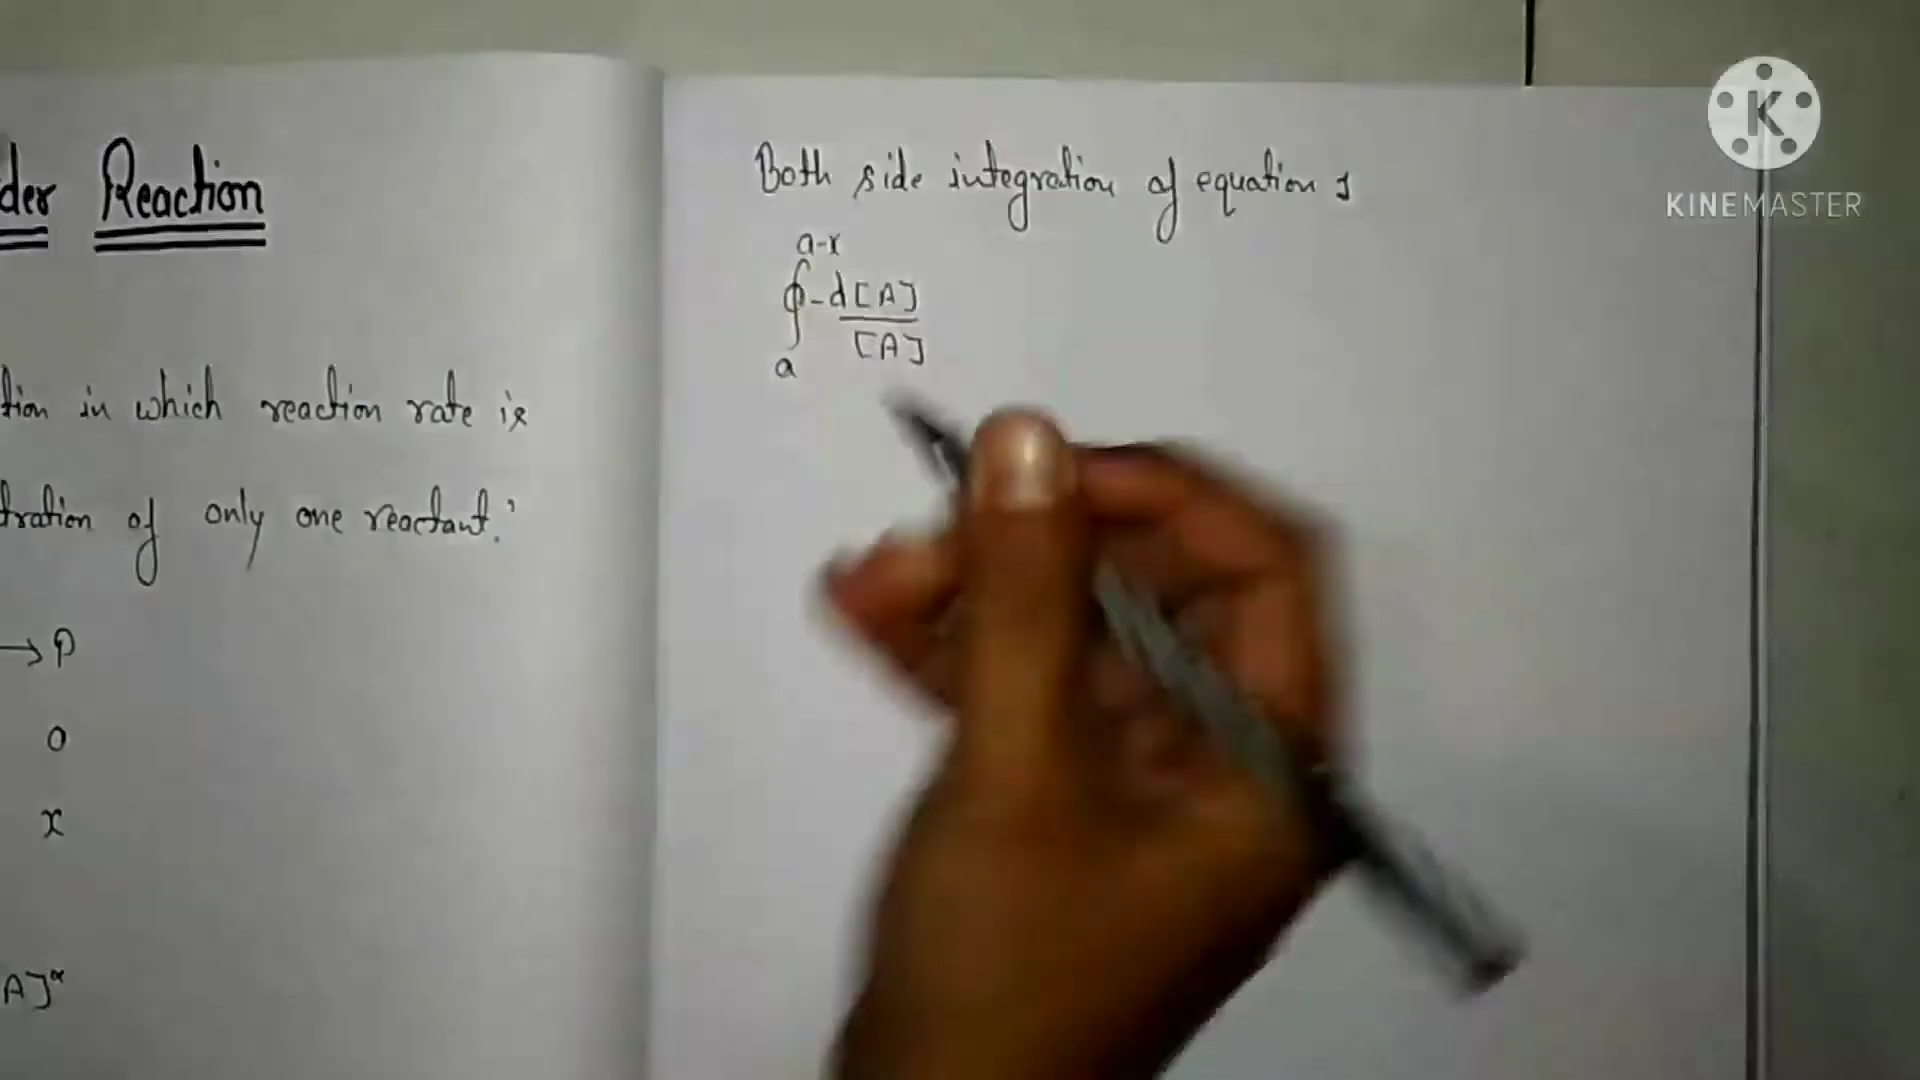 der Reaction
tion in which reaction rate is
tration of only one reactant."
→ P
0
x
A]ᵅ
Both side integration of equation 1
a-x
∮ -d[A]
[A]
a
K
KINEMASTER